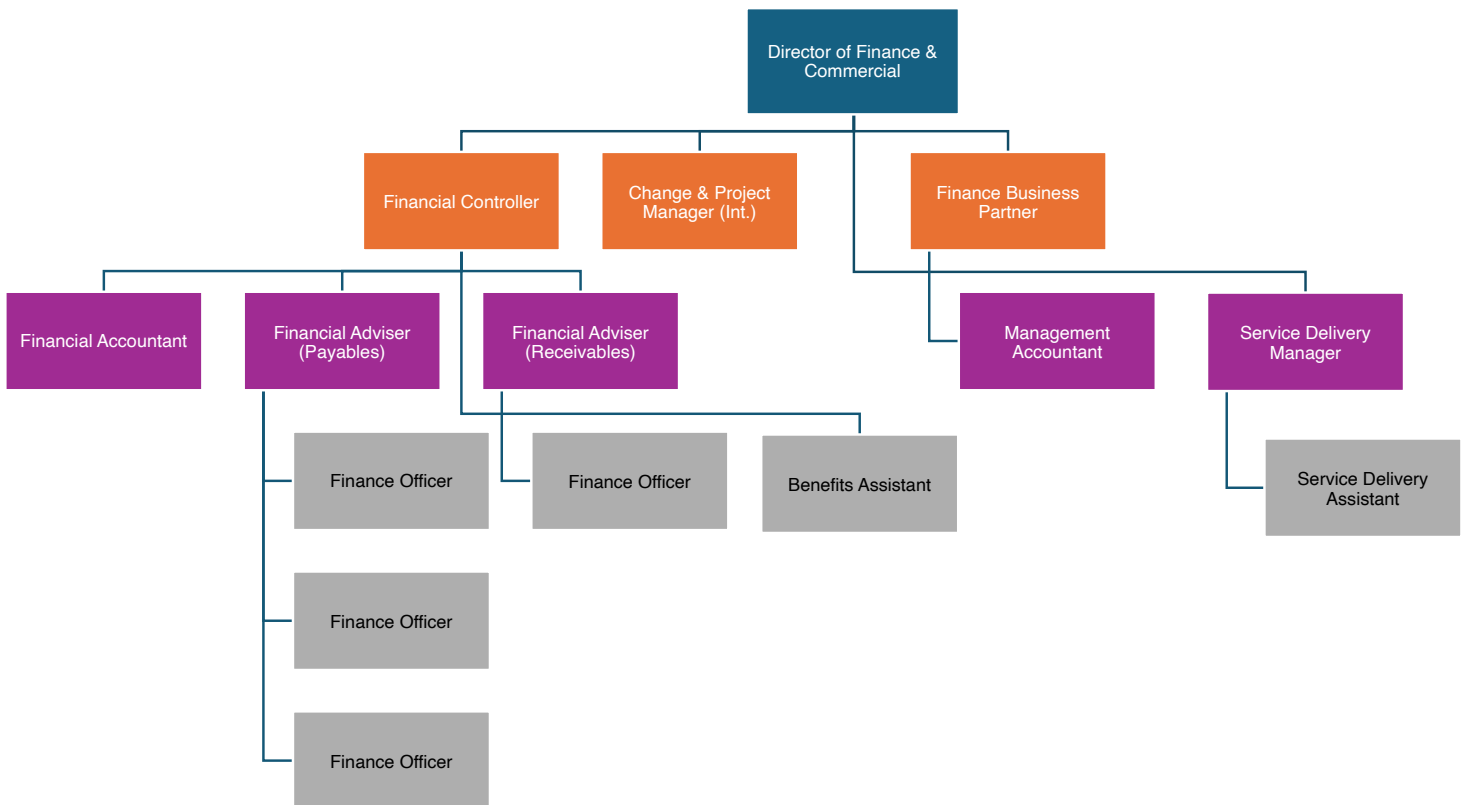 Director of Finance &
Commercial
Financial Controller
Change & Project
Manager (Int.)
Finance Business
Partner
Financial Accountant
Financial Adviser
(Payables)
Financial Adviser
(Receivables)
Management
Accountant
Service Delivery
Manager
Finance Officer
Finance Officer
Benefits Assistant
Service Delivery
Assistant
Finance Officer
Finance Officer